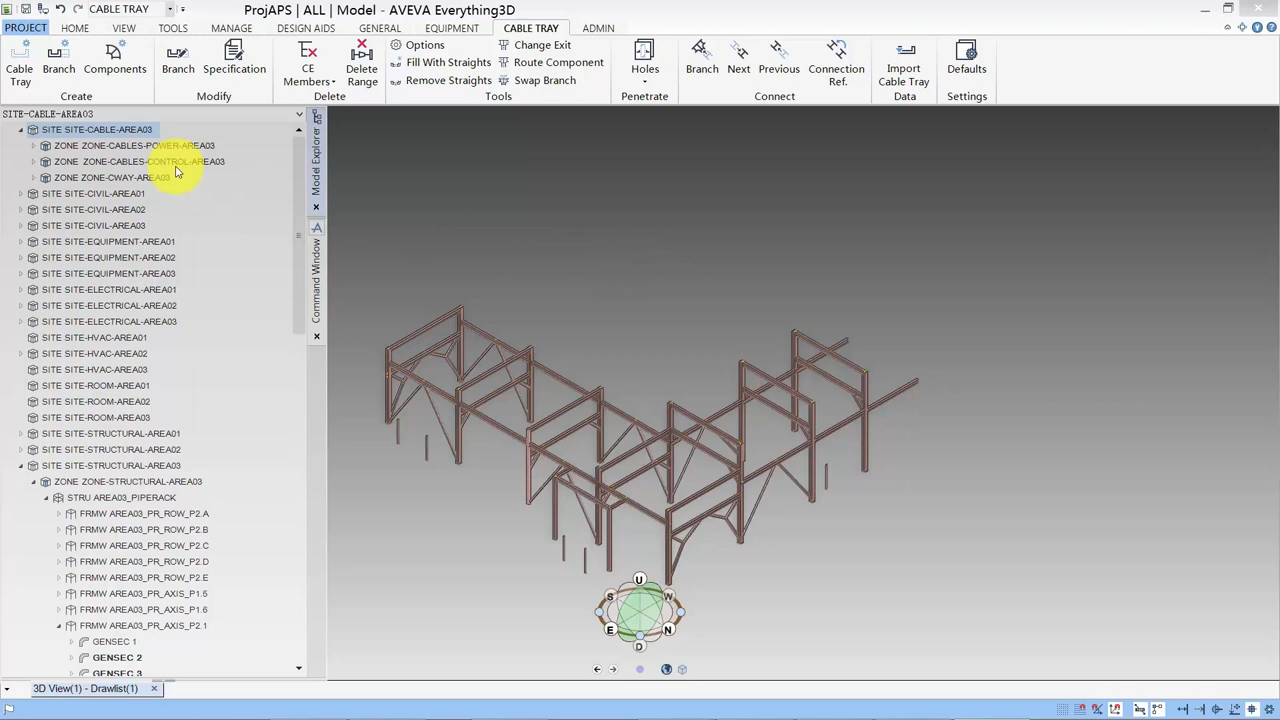 CABLE TRAY
ProjAPS | ALL | Model - AVEVA Everything3D
PROJECT HOME VIEW TOOLS MANAGE DESIGN AIDS GENERAL EQUIPMENT CABLE TRAY ADMIN
Cable Tray
Branch
Components
Create
Branch
Specification
Modify
CE Members
Delete Range
Delete
Options
Fill With Straights
Remove Straights
Change Exit
Route Component
Swap Branch
Tools
Holes
Penetrate
Branch
Next
Previous
Connection Ref.
Connect
Import Cable Tray
Data
Defaults
Settings
SITE-CABLE-AREA03
SITE SITE-CABLE-AREA03
ZONE ZONE-CABLES-POWER-AREA03
ZONE ZONE-CABLES-CONTROL-AREA03
ZONE ZONE-CWAY-AREA03
SITE SITE-CIVIL-AREA01
SITE SITE-CIVIL-AREA02
SITE SITE-CIVIL-AREA03
SITE SITE-EQUIPMENT-AREA01
SITE SITE-EQUIPMENT-AREA02
SITE SITE-EQUIPMENT-AREA03
SITE SITE-ELECTRICAL-AREA01
SITE SITE-ELECTRICAL-AREA02
SITE SITE-ELECTRICAL-AREA03
SITE SITE-HVAC-AREA01
SITE SITE-HVAC-AREA02
SITE SITE-HVAC-AREA03
SITE SITE-ROOM-AREA01
SITE SITE-ROOM-AREA02
SITE SITE-ROOM-AREA03
SITE SITE-STRUCTURAL-AREA01
SITE SITE-STRUCTURAL-AREA02
SITE SITE-STRUCTURAL-AREA03
ZONE ZONE-STRUCTURAL-AREA03
STRU AREA03_PIPERACK
FRMW AREA03_PR_ROW_P2.A
FRMW AREA03_PR_ROW_P2.B
FRMW AREA03_PR_ROW_P2.C
FRMW AREA03_PR_ROW_P2.D
FRMW AREA03_PR_ROW_P2.E
FRMW AREA03_PR_AXIS_P1.5
FRMW AREA03_PR_AXIS_P1.6
FRMW AREA03_PR_AXIS_P2.1
GENSEC 1
GENSEC 2
GENSEC 3
Model Explorer
Command Window
U
S
W
E
N
D
3D View(1) - Drawlist(1)